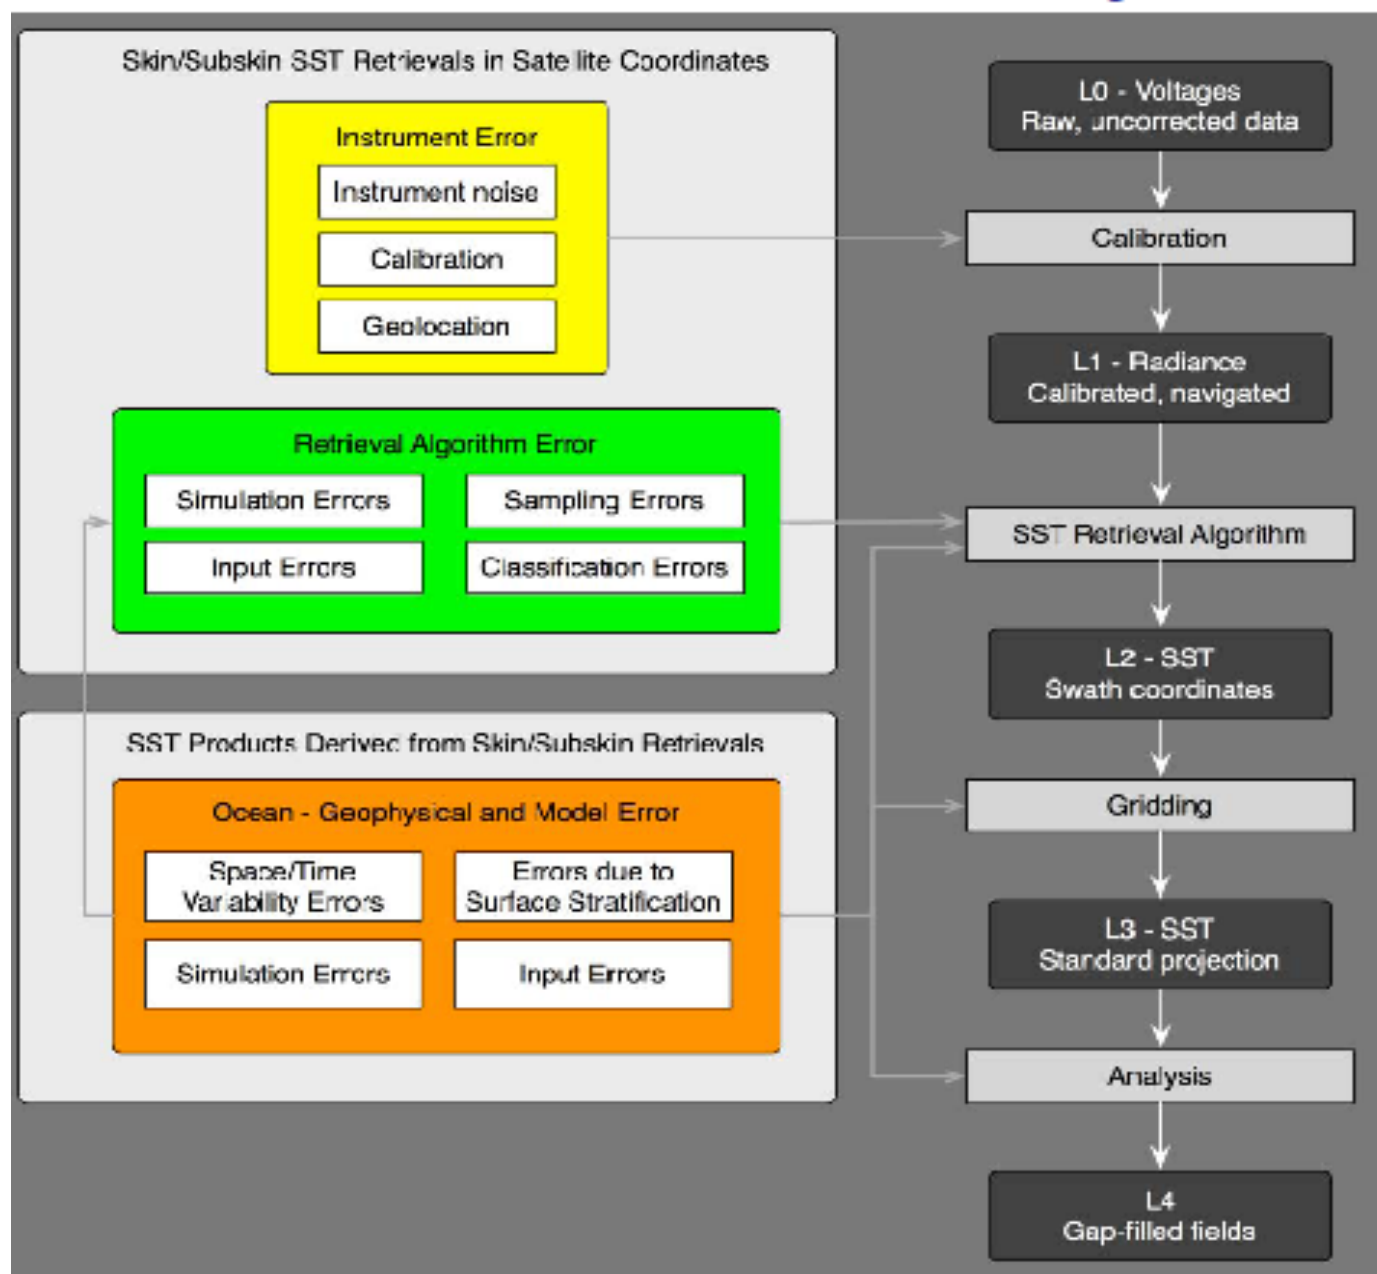 Skin/Subskin SST Retrievals in Satellite Coordinates
Instrument Error
Instrument noise
Calibration
Geolocation
Retrieval Algorithm Error
Simulation Errors
Sampling Errors
Input Errors
Classification Errors
SST Products Derived from Skin/Subskin Retrievals
Ocean - Geophysical and Model Error
Space/Time
Variability Errors
Errors due to
Surface Stratification
Simulation Errors
Input Errors
L0 - Voltages
Raw, uncorrected data
Calibration
L1 - Radiance
Calibrated, navigated
SST Retrieval Algorithm
L2 - SST
Swath coordinates
Gridding
L3 - SST
Standard projection
Analysis
L4
Gap-filled fields